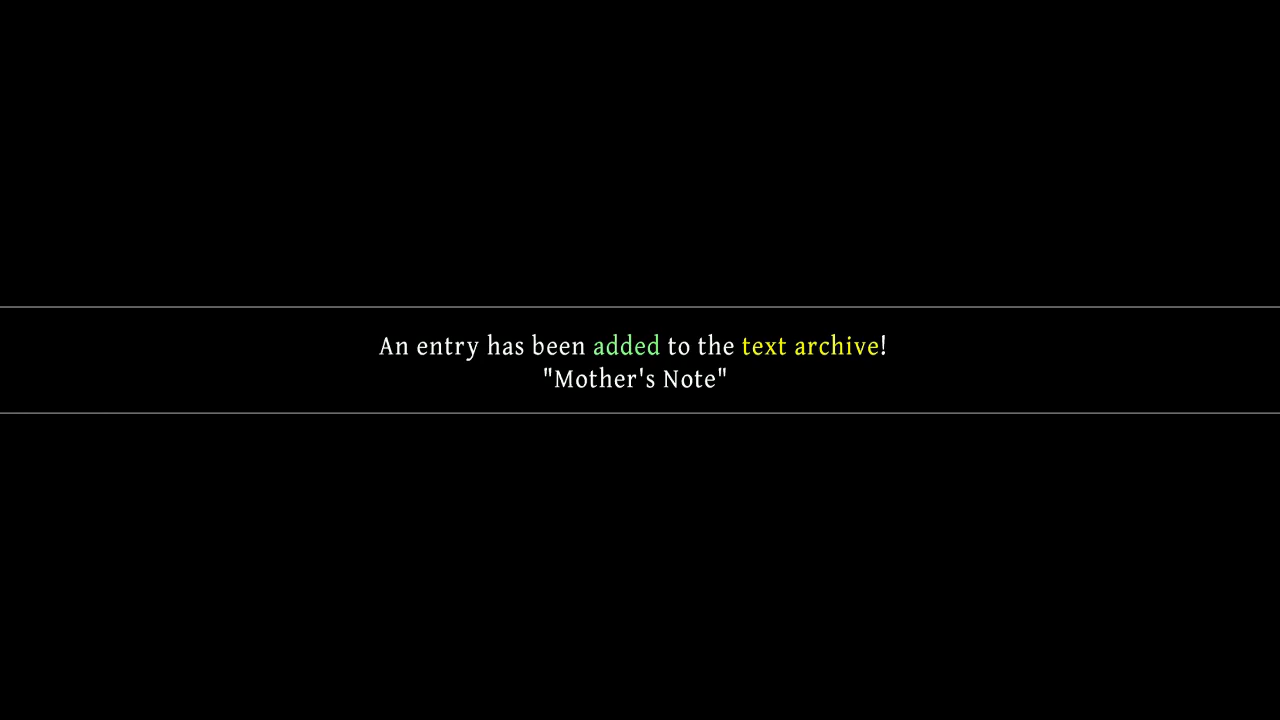 An entry has been added to the text archive!
"Mother's Note"